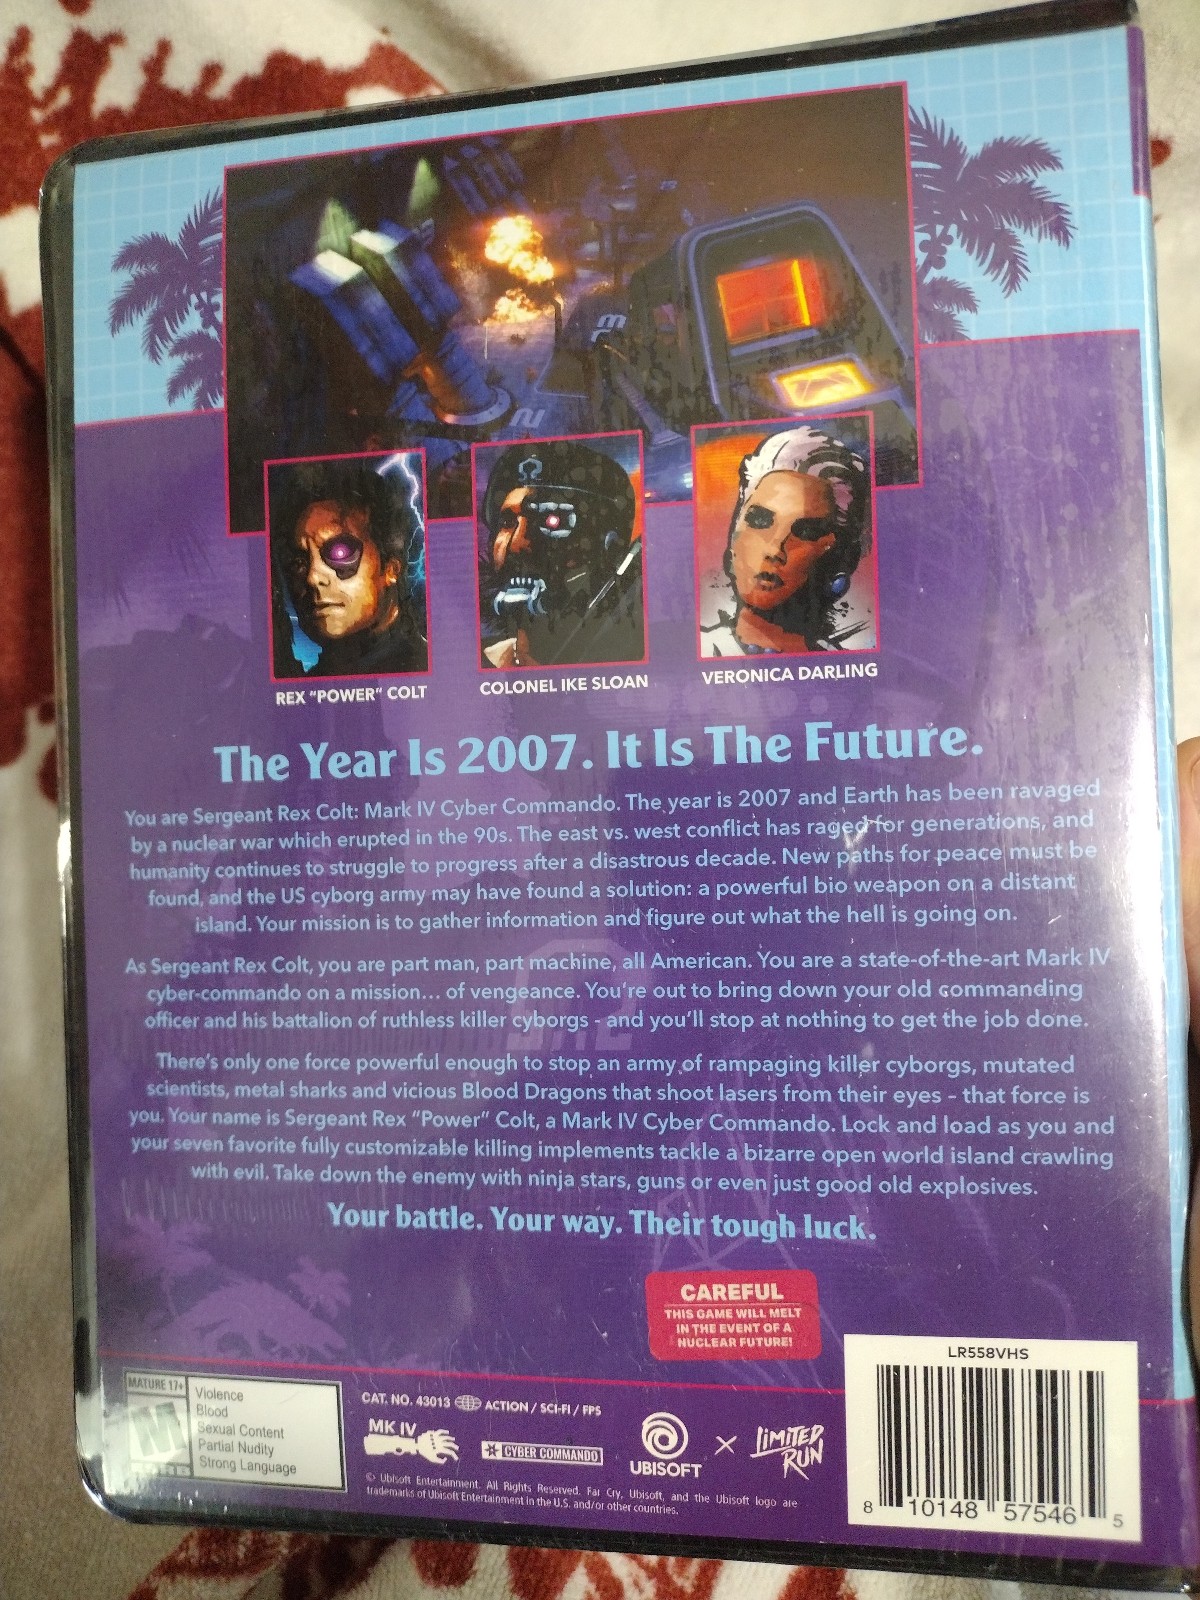 REX "POWER" COLT
COLONEL IKE SLOAN
VERONICA DARLING
The Year Is 2007. It Is The Future.
You are Sergeant Rex Colt: Mark IV Cyber Commando. The year is 2007 and Earth has been ravaged
by a nuclear war which erupted in the 90s. The east vs. west conflict has raged for generations, and
humanity continues to struggle to progress after a disastrous decade. New paths for peace must be
found, and the US cyborg army may have found a solution: a powerful bio weapon on a distant
island. Your mission is to gather information and figure out what the hell is going on.
As Sergeant Rex Colt, you are part man, part machine, all American. You are a state-of-the-art Mark IV
cyber-commando on a mission... of vengeance. You're out to bring down your old commanding
officer and his battalion of ruthless killer cyborgs - and you'll stop at nothing to get the job done.
There's only one force powerful enough to stop an army of rampaging killer cyborgs, mutated
scientists, metal sharks and vicious Blood Dragons that shoot lasers from their eyes - that force is
you. Your name is Sergeant Rex "Power" Colt, a Mark IV Cyber Commando. Lock and load as you and
your seven favorite fully customizable killing implements tackle a bizarre open world island crawling
with evil. Take down the enemy with ninja stars, guns or even just good old explosives.
Your battle. Your way. Their tough luck.
CAREFUL
THIS GAME WILL MELT
IN THE EVENT OF A
NUCLEAR FUTURE!
LR558VHS
8 10148 57546 5
MATURE 17+
M
Violence
Blood
Sexual Content
Partial Nudity
Strong Language
CAT. NO. 43013 ACTION / SCI-FI / FPS
MK IV
CYBER COMMANDO
UBISOFT X LIMITED RUN
© Ubisoft Entertainment. All Rights Reserved. Far Cry, Ubisoft, and the Ubisoft logo are
trademarks of Ubisoft Entertainment in the U.S. and/or other countries.